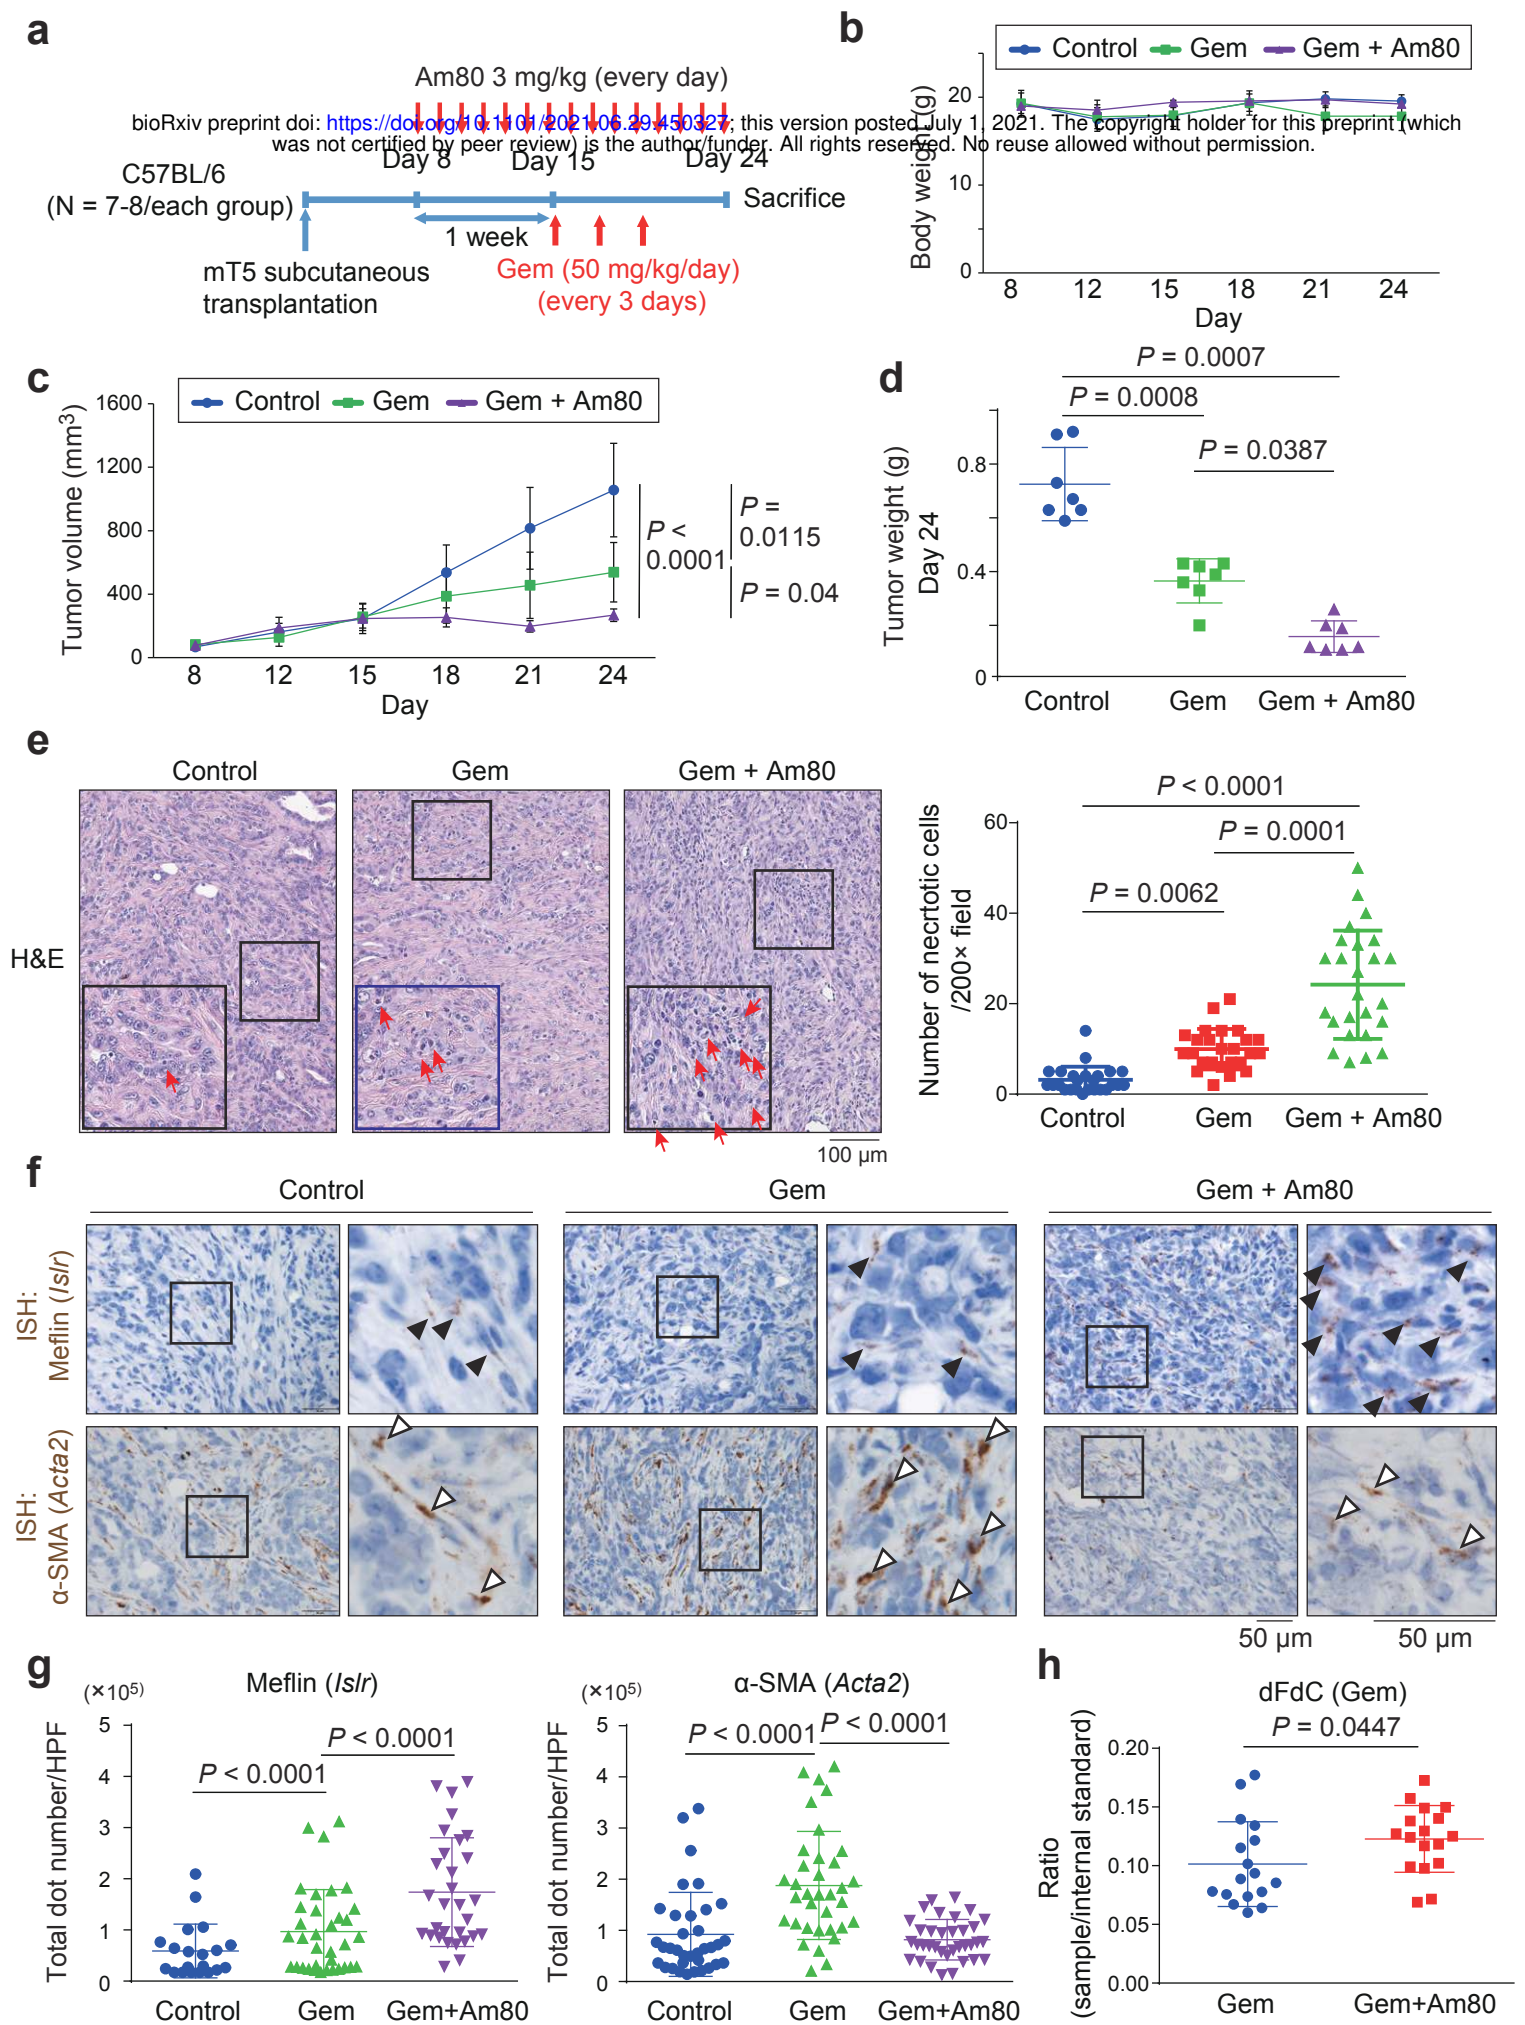 a
Am80 3 mg/kg (every day)
bioRxiv preprint doi: https://doi.org/10.1101/2021.06.29.450327; this version posted July 1, 2021. The copyright holder for this preprint (which
was not certified by peer review) is the author/funder. All rights reserved. No reuse allowed without permission.
Day 8
Day 15
Day 24
C57BL/6
(N = 7-8/each group)
Sacrifice
1 week
mT5 subcutaneous
transplantation
Gem (50 mg/kg/day)
(every 3 days)
b
Control
Gem
Gem + Am80
Body weight (g)
20
10
0
8 12 15 18 21 24
Day
c
Control
Gem
Gem + Am80
Tumor volume (mm3)
1600
1200
800
400
0
8 12 15 18 21 24
Day
P <
0.0001
P =
0.0115
P = 0.04
d
P = 0.0007
P = 0.0008
P = 0.0387
Tumor weight (g)
Day 24
0.8
0.4
0
Control Gem Gem + Am80
e
Control
Gem
Gem + Am80
H&E
100 µm
P < 0.0001
P = 0.0001
P = 0.0062
Number of necrtotic cells
/200× field
60
40
20
0
Control Gem Gem + Am80
f
Control
Gem
Gem + Am80
ISH:
Meflin (Islr)
ISH:
α-SMA (Acta2)
50 µm
50 µm
g
Meflin (Islr)
(×10⁵)
Total dot number/HPF
5
4
3
2
1
0
P < 0.0001
P < 0.0001
Control Gem Gem+Am80
α-SMA (Acta2)
(×10⁵)
Total dot number/HPF
5
4
3
2
1
0
P < 0.0001
P < 0.0001
Control Gem Gem+Am80
h
dFdC (Gem)
P = 0.0447
Ratio
(sample/internal standard)
0.20
0.15
0.10
0.05
0.00
Gem Gem+Am80